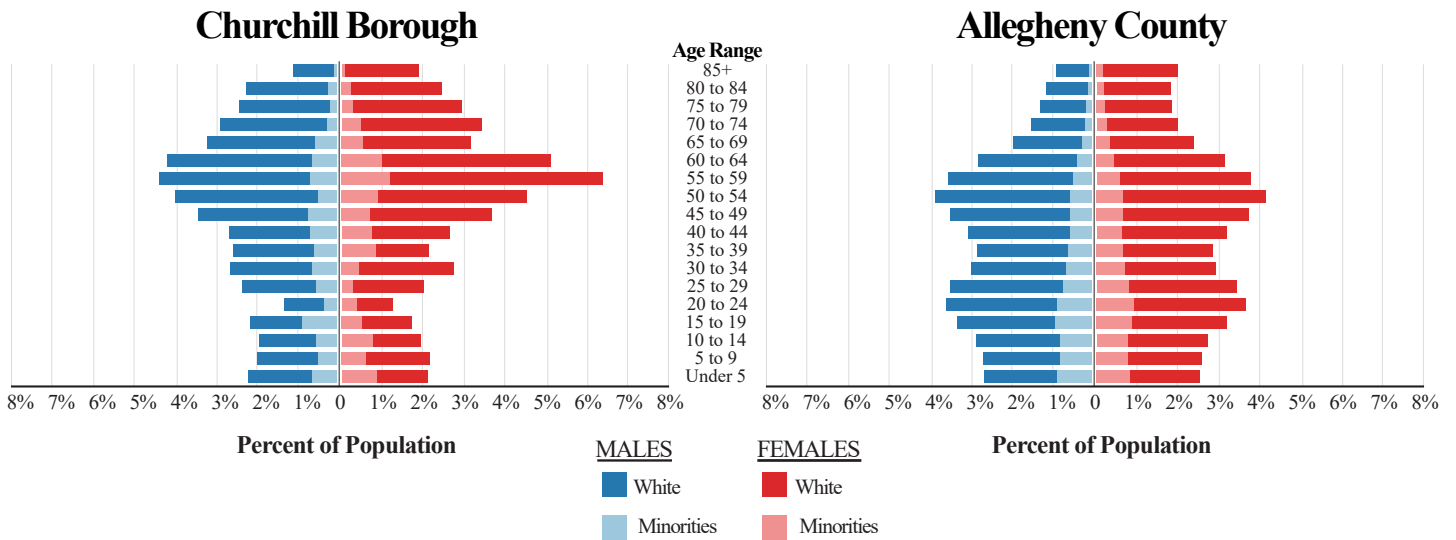 Churchill Borough
Allegheny County
Age Range
85+
80 to 84
75 to 79
70 to 74
65 to 69
60 to 64
55 to 59
50 to 54
45 to 49
40 to 44
35 to 39
30 to 34
25 to 29
20 to 24
15 to 19
10 to 14
5 to 9
Under 5
8% 7% 6% 5% 4% 4% 2% 1% 0 1% 2% 3% 4% 5% 6% 7% 8%
8% 7% 6% 5% 4% 4% 2% 1% 0 1% 2% 3% 4% 5% 6% 7% 8%
Percent of Population
Percent of Population
MALES
White
Minorities
FEMALES
White
Minorities